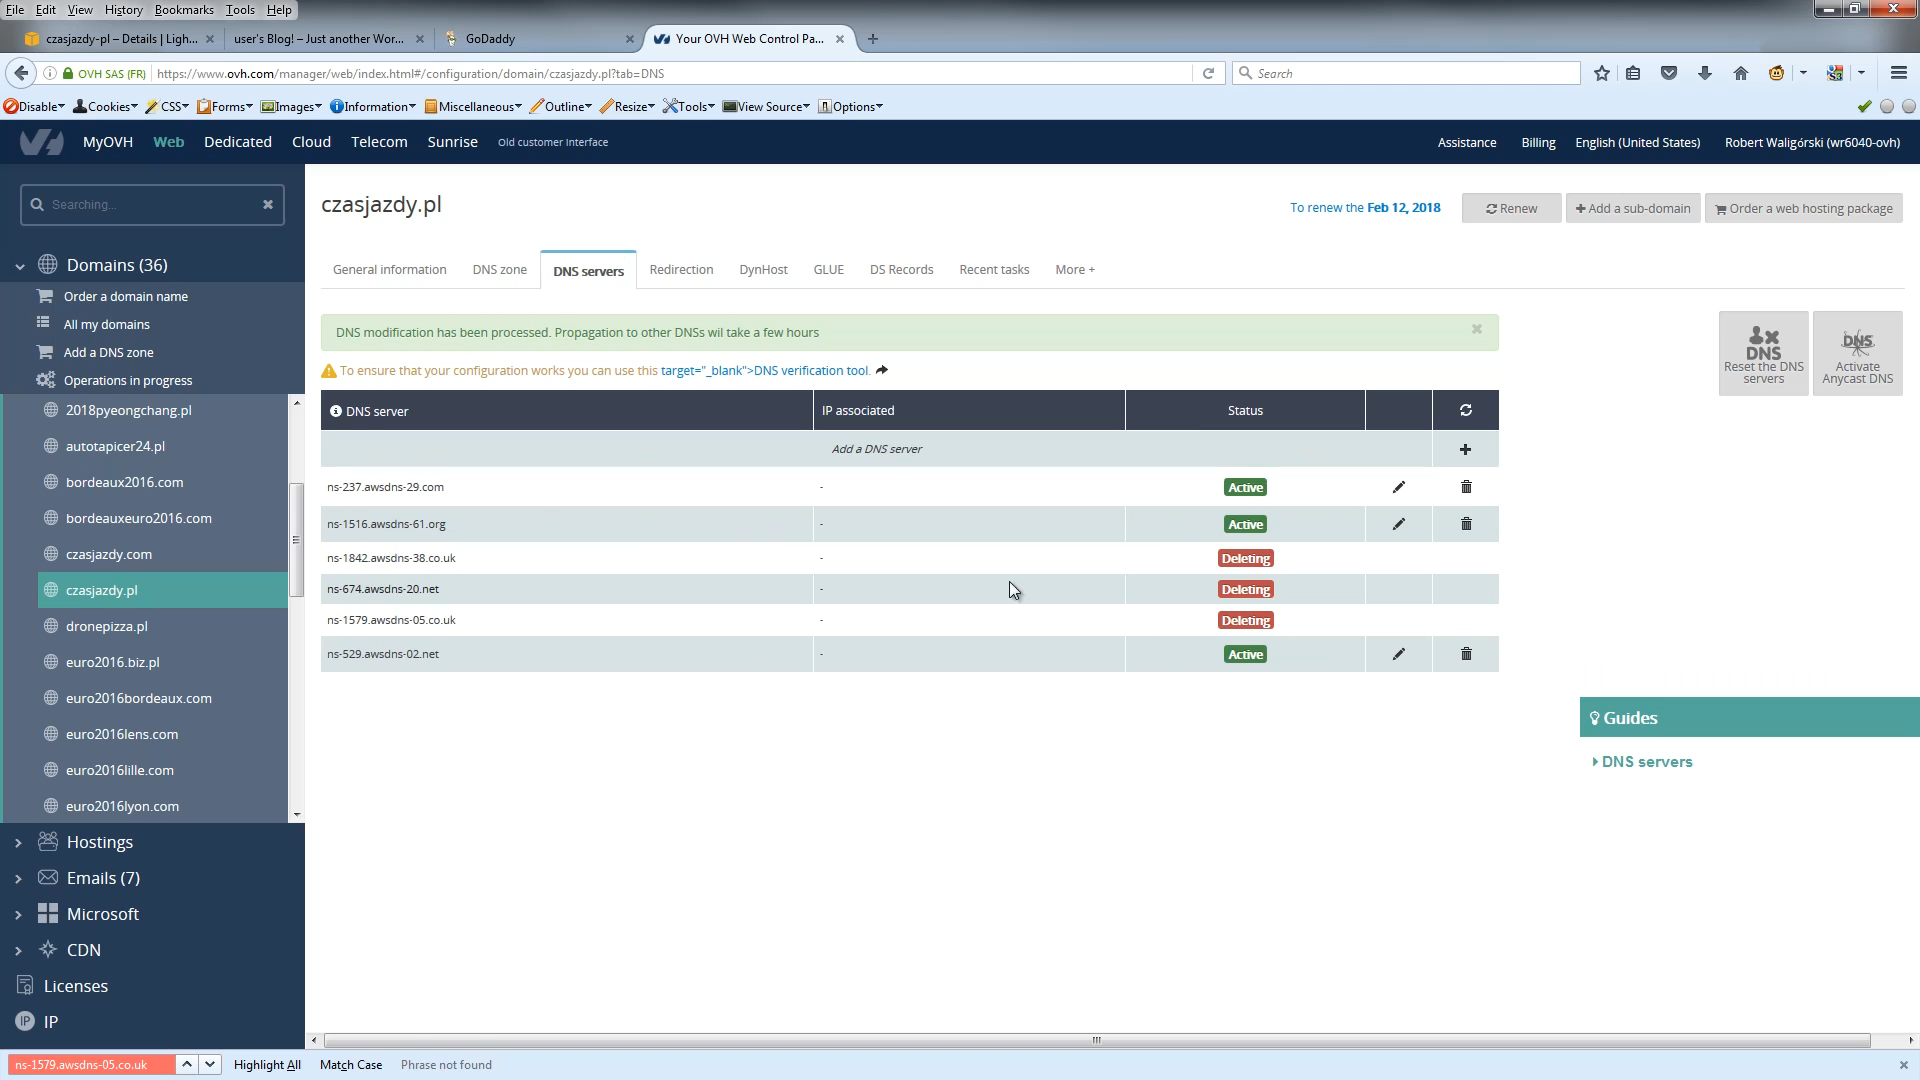 File Edit View History Bookmarks Tools Help
czasjazdy-pl – Details | Ligh... user's Blog! – Just another Wor... GoDaddy Your OVH Web Control Pa...
OVH SAS (FR) https://www.ovh.com/manager/web/index.html#/configuration/domain/czasjazdy.pl?tab=DNS Search
Disable Cookies CSS Forms Images Information Miscellaneous Outline Resize Tools View Source Options
MyOVH Web Dedicated Cloud Telecom Sunrise Old customer Interface Assistance Billing English (United States) Robert Waligórski (wr6040-ovh)
Searching...
czasjazdy.pl
To renew the Feb 12, 2018 Renew Add a sub-domain Order a web hosting package
Domains (36)
Order a domain name
All my domains
Add a DNS zone
Operations in progress
2018pyeongchang.pl
autotapicer24.pl
bordeaux2016.com
bordeauxeuro2016.com
czasjazdy.com
czasjazdy.pl
dronepizza.pl
euro2016.biz.pl
euro2016bordeaux.com
euro2016lens.com
euro2016lille.com
euro2016lyon.com
Hostings
Emails (7)
Microsoft
CDN
Licenses
IP IP
General information DNS zone DNS servers Redirection DynHost GLUE DS Records Recent tasks More +
DNS modification has been processed. Propagation to other DNSs wil take a few hours
To ensure that your configuration works you can use this target="_blank">DNS verification tool.
DNS
Reset the DNS
servers
DNS
Activate
Anycast DNS
DNS server IP associated Status
Add a DNS server
ns-237.awsdns-29.com - Active
ns-1516.awsdns-61.org - Active
ns-1842.awsdns-38.co.uk - Deleting
ns-674.awsdns-20.net - Deleting
ns-1579.awsdns-05.co.uk - Deleting
ns-529.awsdns-02.net - Active
Guides
DNS servers
ns-1579.awsdns-05.co.uk Highlight All Match Case Phrase not found